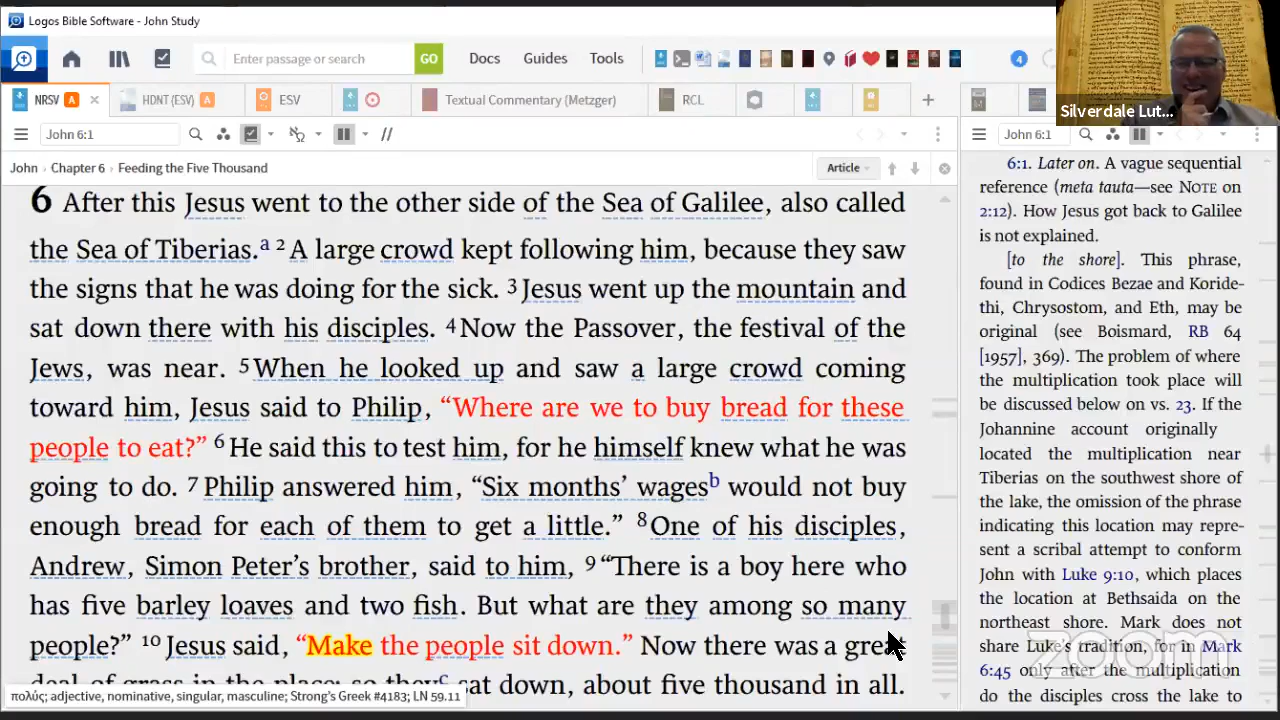 Logos Bible Software - John Study
Enter passage or search
GO
Docs
Guides
Tools
4
Silverdale Lut...
NRSV A
HDNT (ESV) A
ESV
Textual Commentary (Metzger)
RCL
John 6:1
John › Chapter 6 › Feeding the Five Thousand
Article
6 After this Jesus went to the other side of the Sea of Galilee, also called
the Sea of Tiberias.a 2 A large crowd kept following him, because they saw
the signs that he was doing for the sick. 3 Jesus went up the mountain and
sat down there with his disciples. 4 Now the Passover, the festival of the
Jews, was near. 5 When he looked up and saw a large crowd coming
toward him, Jesus said to Philip, “Where are we to buy bread for these
people to eat?” 6 He said this to test him, for he himself knew what he was
going to do. 7 Philip answered him, “Six months’ wagesb would not buy
enough bread for each of them to get a little.” 8 One of his disciples,
Andrew, Simon Peter’s brother, said to him, 9 “There is a boy here who
has five barley loaves and two fish. But what are they among so many
people?” 10 Jesus said, “Make the people sit down.” Now there was a great
deal of grass in the place; so theyc sat down, about five thousand in all.
πολύς; adjective, nominative, singular, masculine; Strong’s Greek #4183; LN 59.11
John 6:1
6:1. Later on. A vague sequential
reference (meta tauta—see NOTE on
2:12). How Jesus got back to Galilee
is not explained.
[to the shore]. This phrase,
found in Codices Bezae and Koride-
thi, Chrysostom, and Eth, may be
original (see Boismard, RB 64
[1957], 369). The problem of where
the multiplication took place will
be discussed below on vs. 23. If the
Johannine account originally
located the multiplication near
Tiberias on the southwest shore of
the lake, the omission of the phrase
indicating this location may repre-
sent a scribal attempt to conform
John with Luke 9:10, which places
the location at Bethsaida on the
northeast shore. Mark does not
share Luke’s tradition, for in Mark
6:45 only after the multiplication
do the disciples cross the lake to
zoom